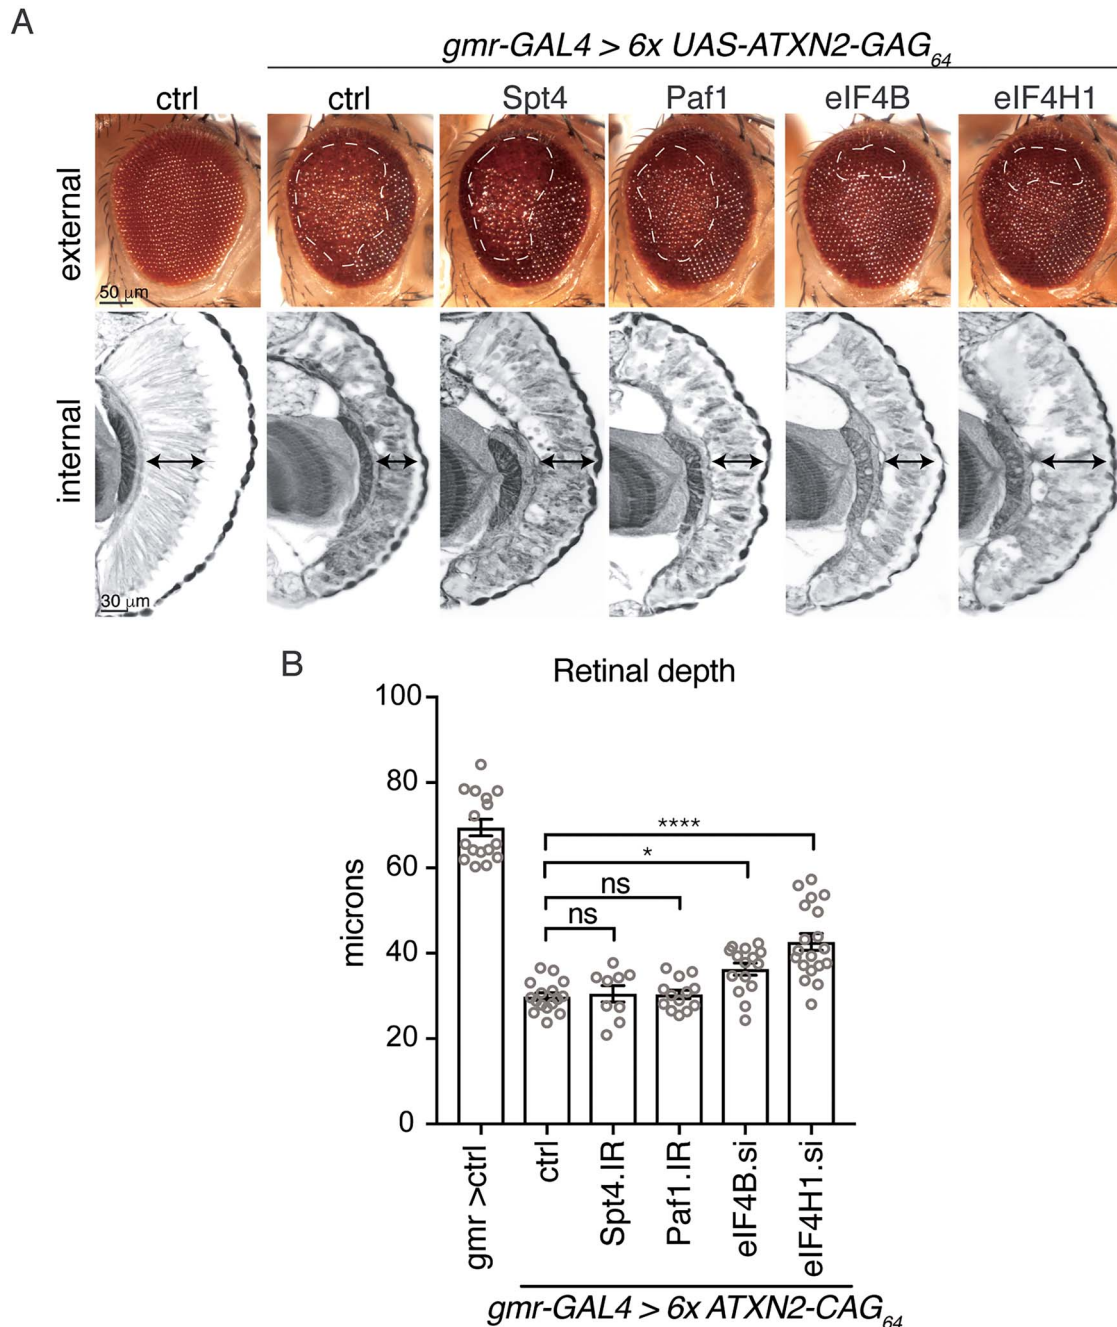 A
gmr-GAL4 > 6x UAS-ATXN2-GAG64
ctrl ctrl Spt4 Paf1 eIF4B eIF4H1
external
50 μm
internal
30 μm
B
Retinal depth
microns
100
80
60
40
20
0
****
*
ns
ns
gmr >ctrl
ctrl
Spt4.IR
Paf1.IR
eIF4B.si
eIF4H1.si
gmr-GAL4 > 6x ATXN2-CAG64